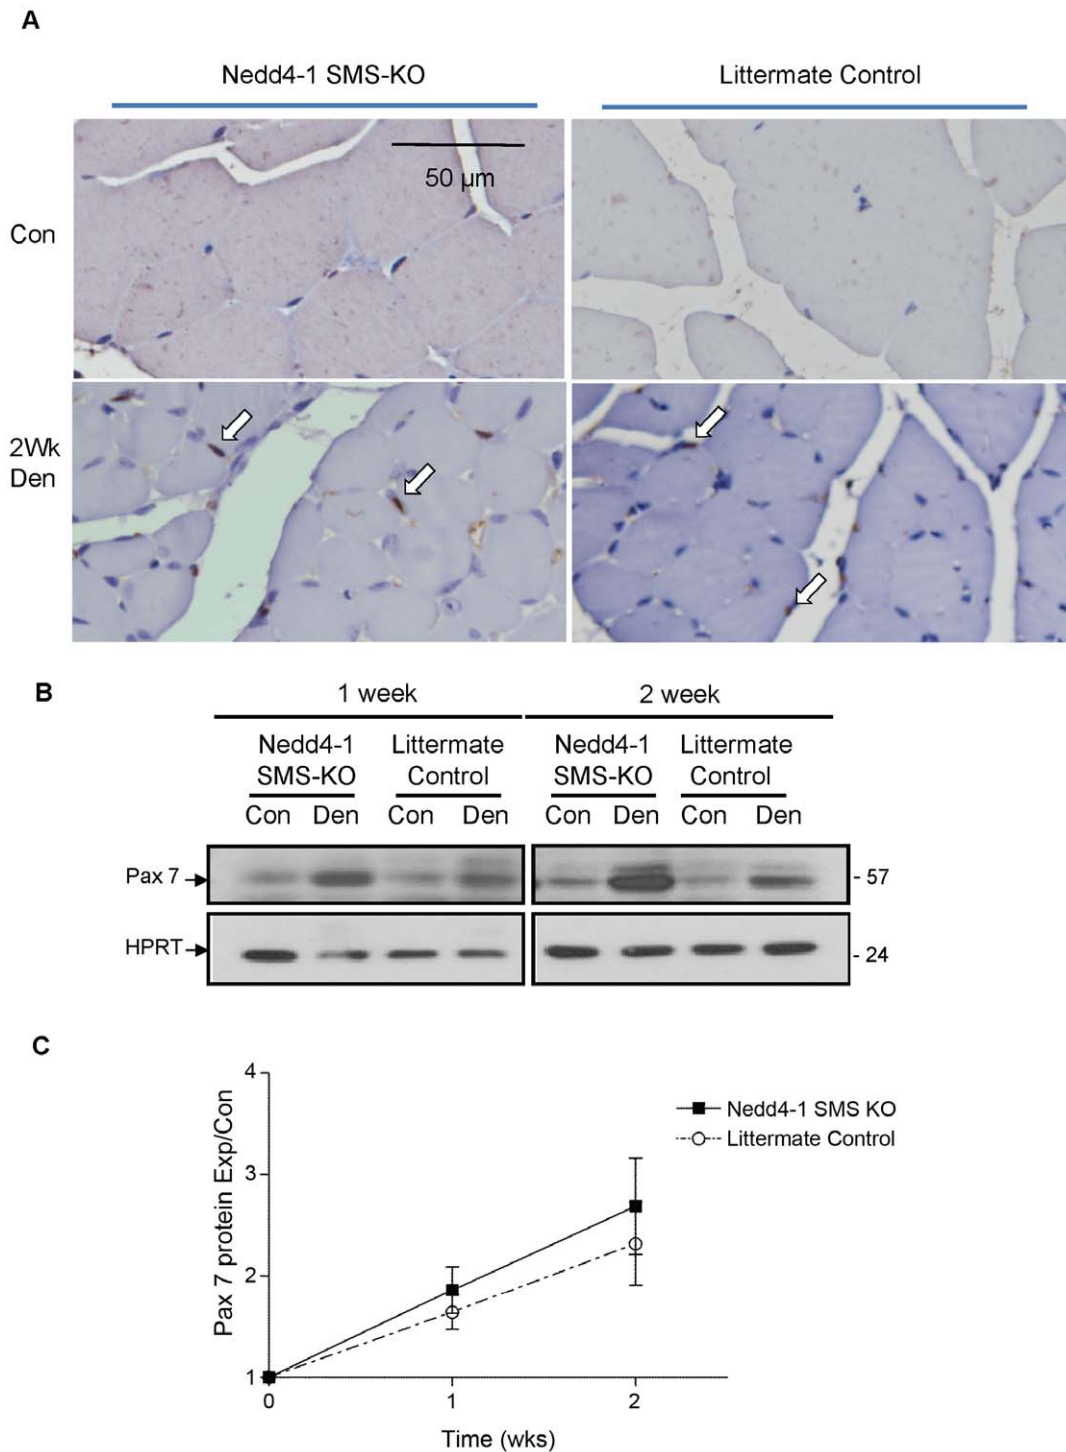 A
Nedd4-1 SMS-KO
Littermate Control
Con
50 µm
2Wk
Den
B
1 week
2 week
Nedd4-1
SMS-KO
Littermate
Control
Nedd4-1
SMS-KO
Littermate
Control
Con Den Con Den Con Den Con Den
Pax 7
- 57
HPRT
- 24
C
Pax 7 protein Exp/Con
4
3
2
1
0
1
2
Time (wks)
Nedd4-1 SMS KO
Littermate Control